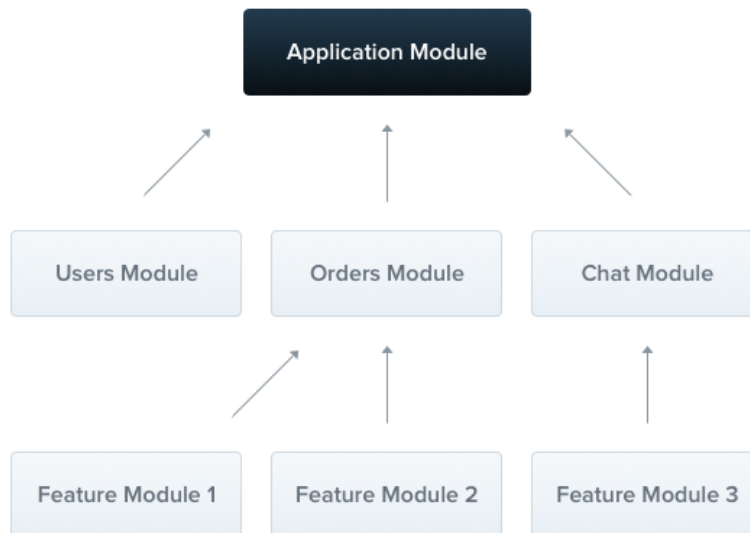 Application Module
Users Module
Orders Module
Chat Module
Feature Module 1
Feature Module 2
Feature Module 3